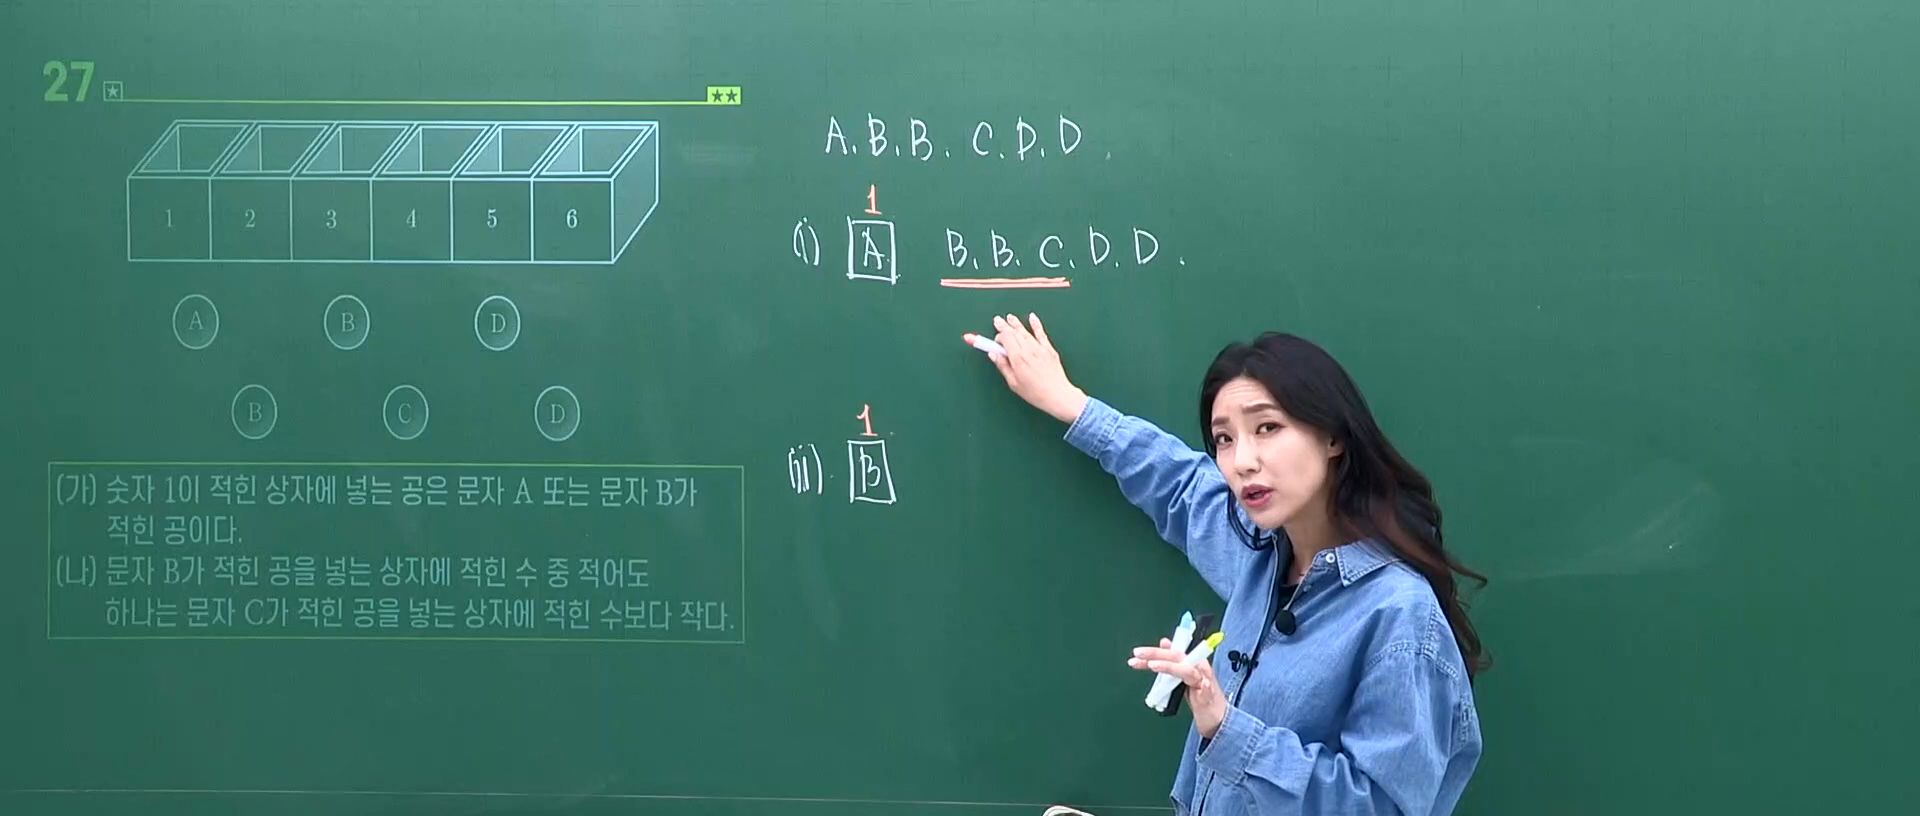 27
1 2 3 4 5 6
A B D
B C D
(가) 숫자 1이 적힌 상자에 넣는 공은 문자 A 또는 문자 B가
적힌 공이다.
(나) 문자 B가 적힌 공을 넣는 상자에 적힌 수 중 적어도
하나는 문자 C가 적힌 공을 넣는 상자에 적힌 수보다 작다.
A. B. B. C. D. D.
1
(i) A B. B. C. D. D.
1
(ii). B